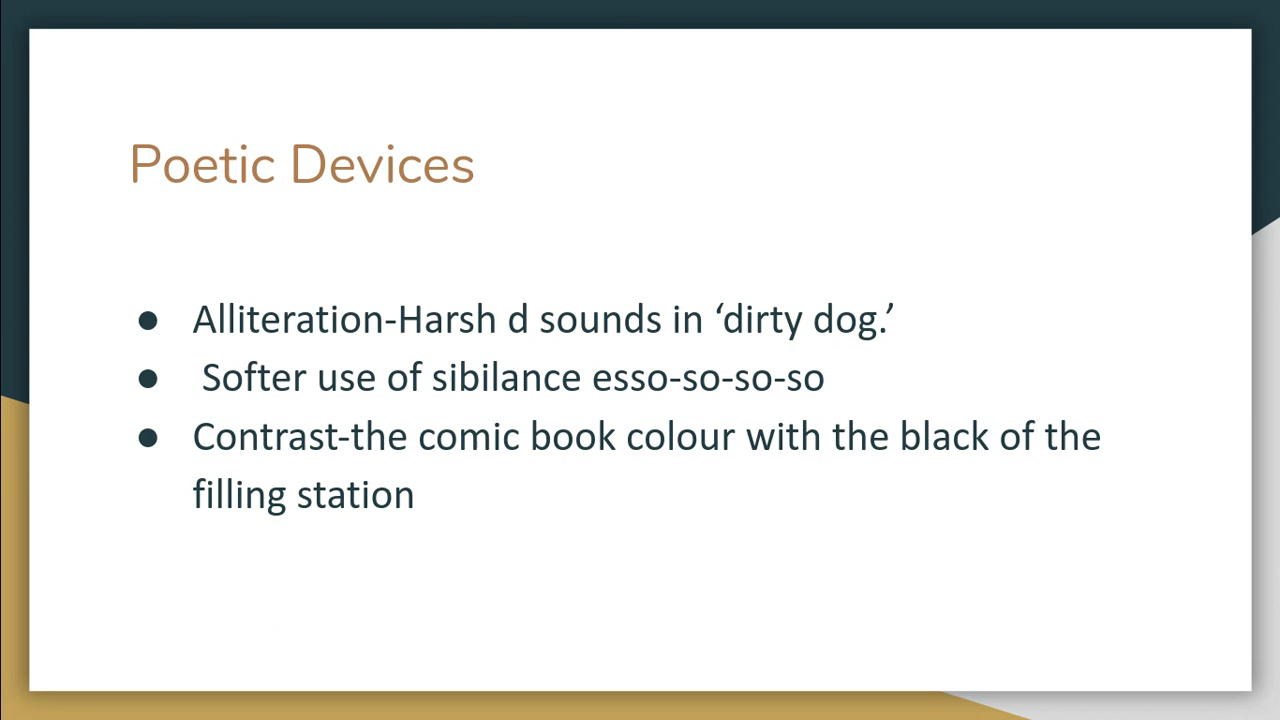 Poetic Devices
● Alliteration-Harsh d sounds in ‘dirty dog.’
● Softer use of sibilance esso-so-so-so
● Contrast-the comic book colour with the black of the
filling station